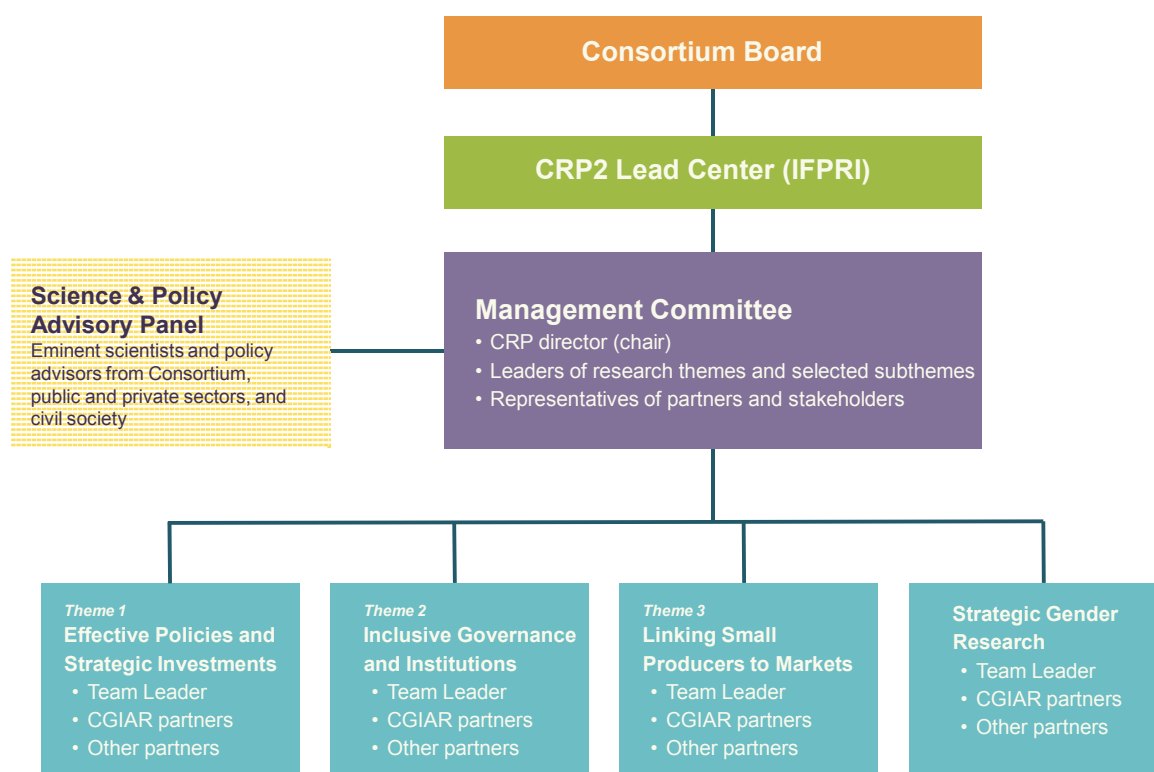 Consortium Board
CRP2 Lead Center (IFPRI)
Science & Policy
Advisory Panel
Eminent scientists and policy
advisors from Consortium,
public and private sectors, and
civil society
Management Committee
• CRP director (chair)
• Leaders of research themes and selected subthemes
• Representatives of partners and stakeholders
Theme 1
Effective Policies and
Strategic Investments
• Team Leader
• CGIAR partners
• Other partners
Theme 2
Inclusive Governance
and Institutions
• Team Leader
• CGIAR partners
• Other partners
Theme 3
Linking Small
Producers to Markets
• Team Leader
• CGIAR partners
• Other partners
Strategic Gender
Research
• Team Leader
• CGIAR partners
• Other partners